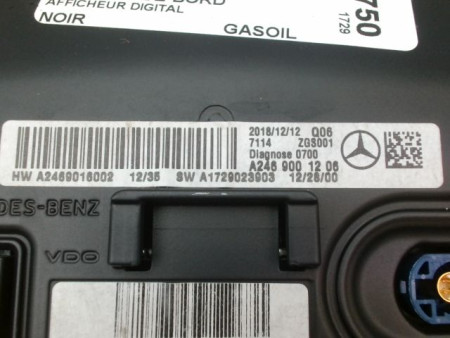 AFFICHEUR DIGITAL
NOIR
GASOIL
750
1729
2018/12/12 Q06
7114 ZGS001
Diagnose 0700
A246 900 12 06
HW A2469016002 12/35 SW A1729023903 12/26/00
DES-BENZ
VDO